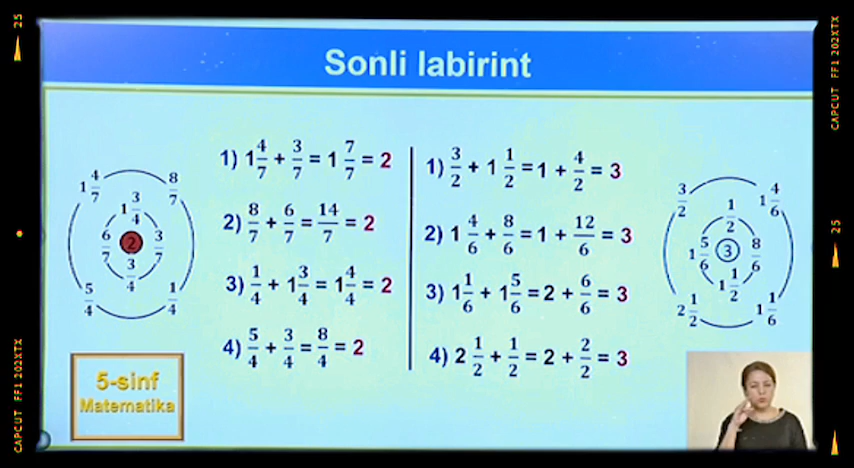 25
CAPCUT FF1 202XTX
Sonli labirint
1) 1 4/7 + 3/7 = 1 7/7 = 2
2) 8/7 + 6/7 = 14/7 = 2
3) 1/4 + 1 3/4 = 1 4/4 = 2
4) 5/4 + 3/4 = 8/4 = 2
1) 3/2 + 1 1/2 = 1 + 4/2 = 3
2) 1 4/6 + 8/6 = 1 + 12/6 = 3
3) 1 1/6 + 1 5/6 = 2 + 6/6 = 3
4) 2 1/2 + 1/2 = 2 + 2/2 = 3
1 4/7
8/7
1 3/4
6/7
2
3/7
3/4
5/4
1/4
3/2
1 4/6
1/2
1 5/6
3
8/6
1 1/2
2 1/2
1 1/6
5-sinf
Matematika
CAPCUT FF1 202XTX
25